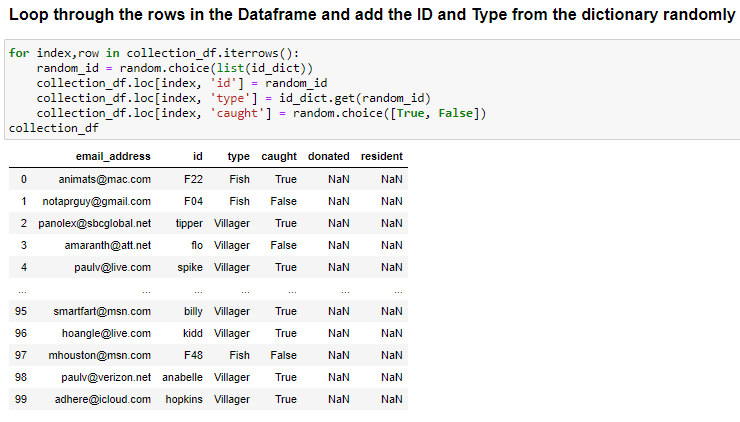 Loop through the rows in the Dataframe and add the ID and Type from the dictionary randomly
for index,row in collection_df.iterrows():
    random_id = random.choice(list(id_dict))
    collection_df.loc[index, 'id'] = random_id
    collection_df.loc[index, 'type'] = id_dict.get(random_id)
    collection_df.loc[index, 'caught'] = random.choice([True, False])
collection_df
email_address id type caught donated resident
0 animats@mac.com F22 Fish True NaN NaN
1 notaprguy@gmail.com F04 Fish False NaN NaN
2 panolex@sbcglobal.net tipper Villager True NaN NaN
3 amaranth@att.net flo Villager False NaN NaN
4 paulv@live.com spike Villager True NaN NaN
... ... ... ... ... ... ...
95 smartfart@msn.com billy Villager True NaN NaN
96 hoangle@live.com kidd Villager True NaN NaN
97 mhouston@msn.com F48 Fish False NaN NaN
98 paulv@verizon.net anabelle Villager True NaN NaN
99 adhere@icloud.com hopkins Villager True NaN NaN